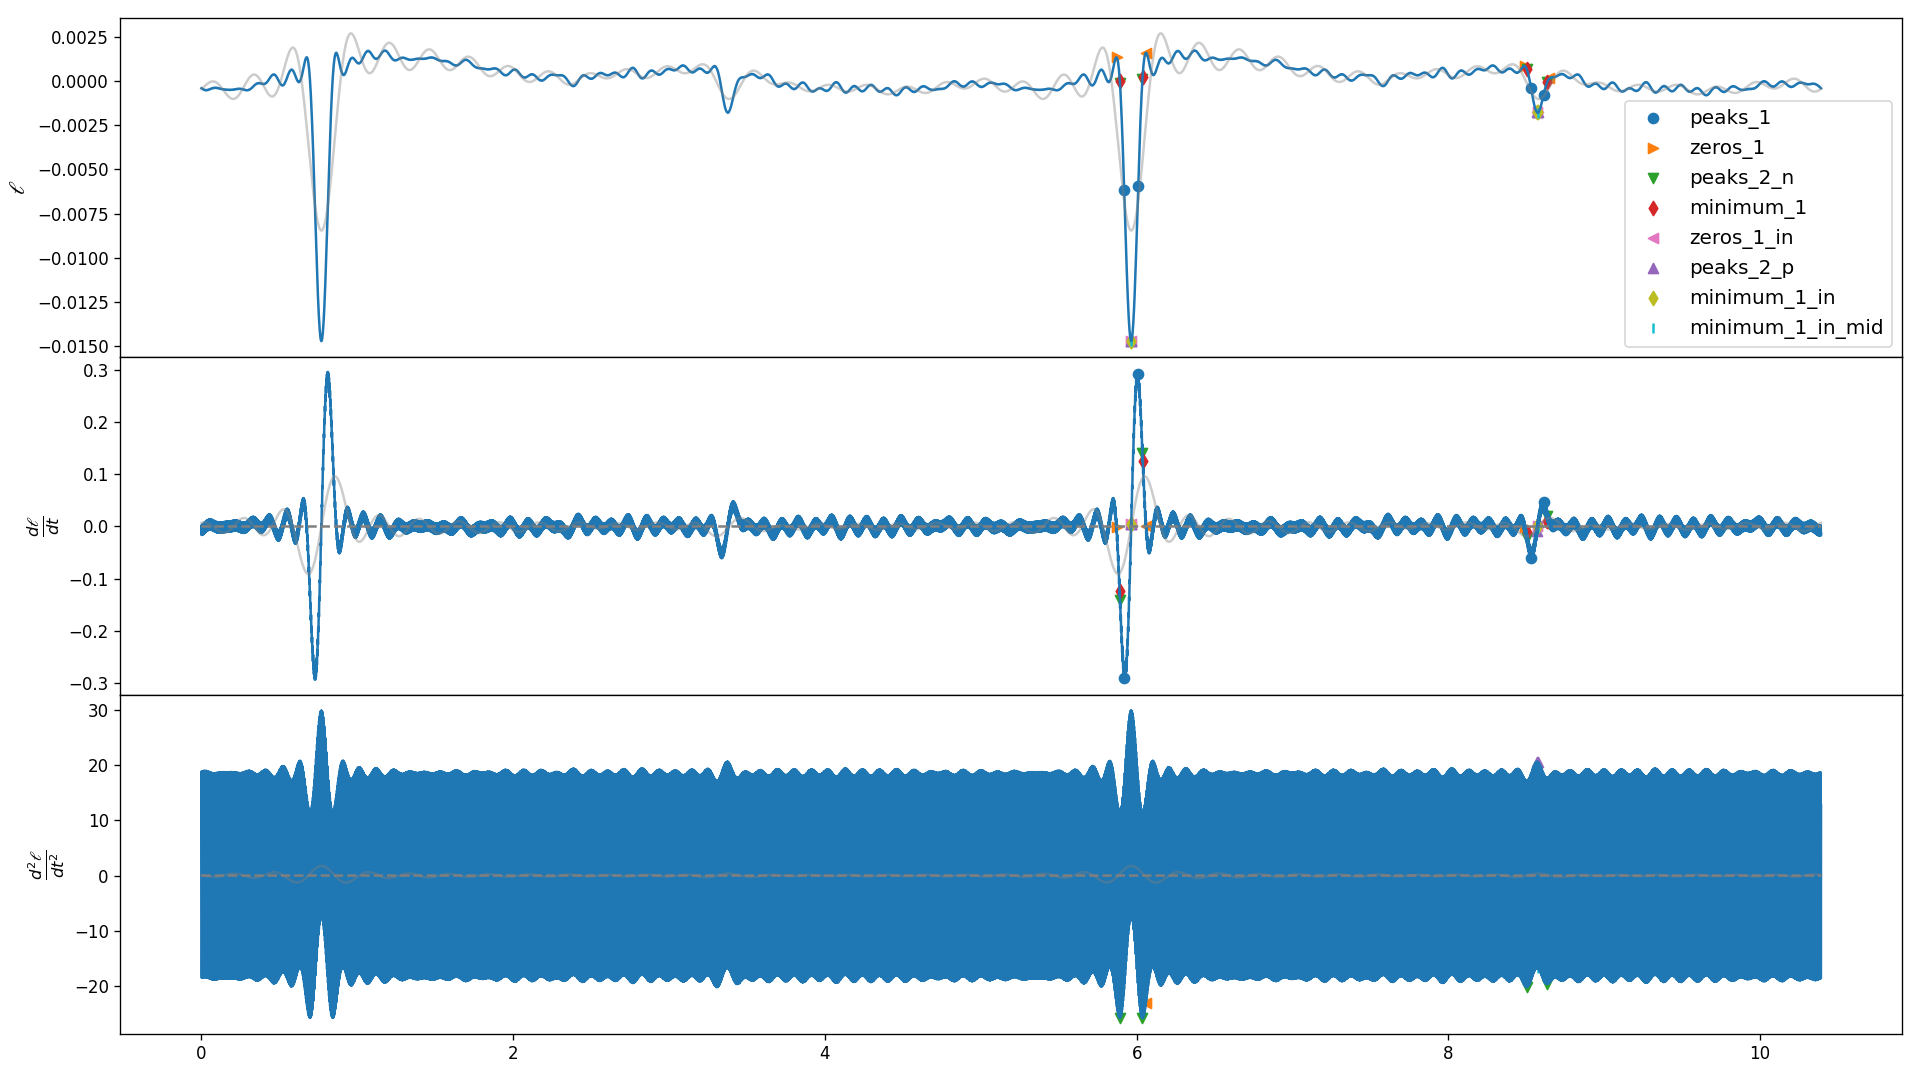 0.0025
0.0000
−0.0025
−0.0050
−0.0075
−0.0100
−0.0125
−0.0150
ℓ
peaks_1
zeros_1
peaks_2_n
minimum_1
zeros_1_in
peaks_2_p
minimum_1_in
minimum_1_in_mid
0.3
0.2
0.1
0.0
−0.1
−0.2
−0.3
dℓ
dt
30
20
10
0
−10
−20
d²ℓ
dt²
0 2 4 6 8 10